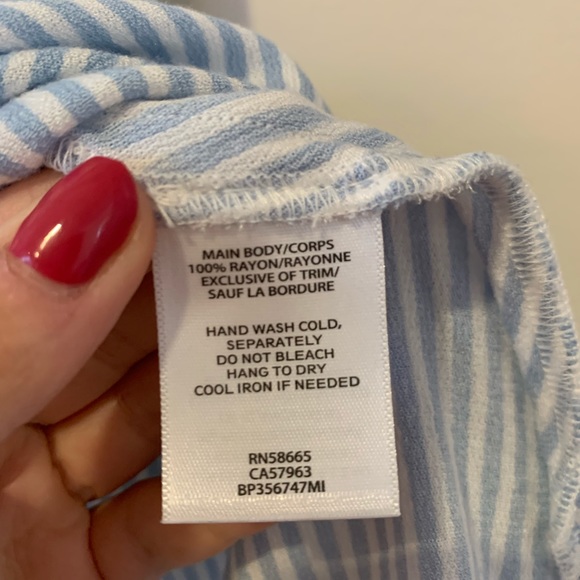 MAIN BODY/CORPS
100% RAYON/RAYONNE
EXCLUSIVE OF TRIM/
SAUF LA BORDURE
HAND WASH COLD,
SEPARATELY
DO NOT BLEACH
HANG TO DRY
COOL IRON IF NEEDED
RN58665
CA57963
BP356747MI